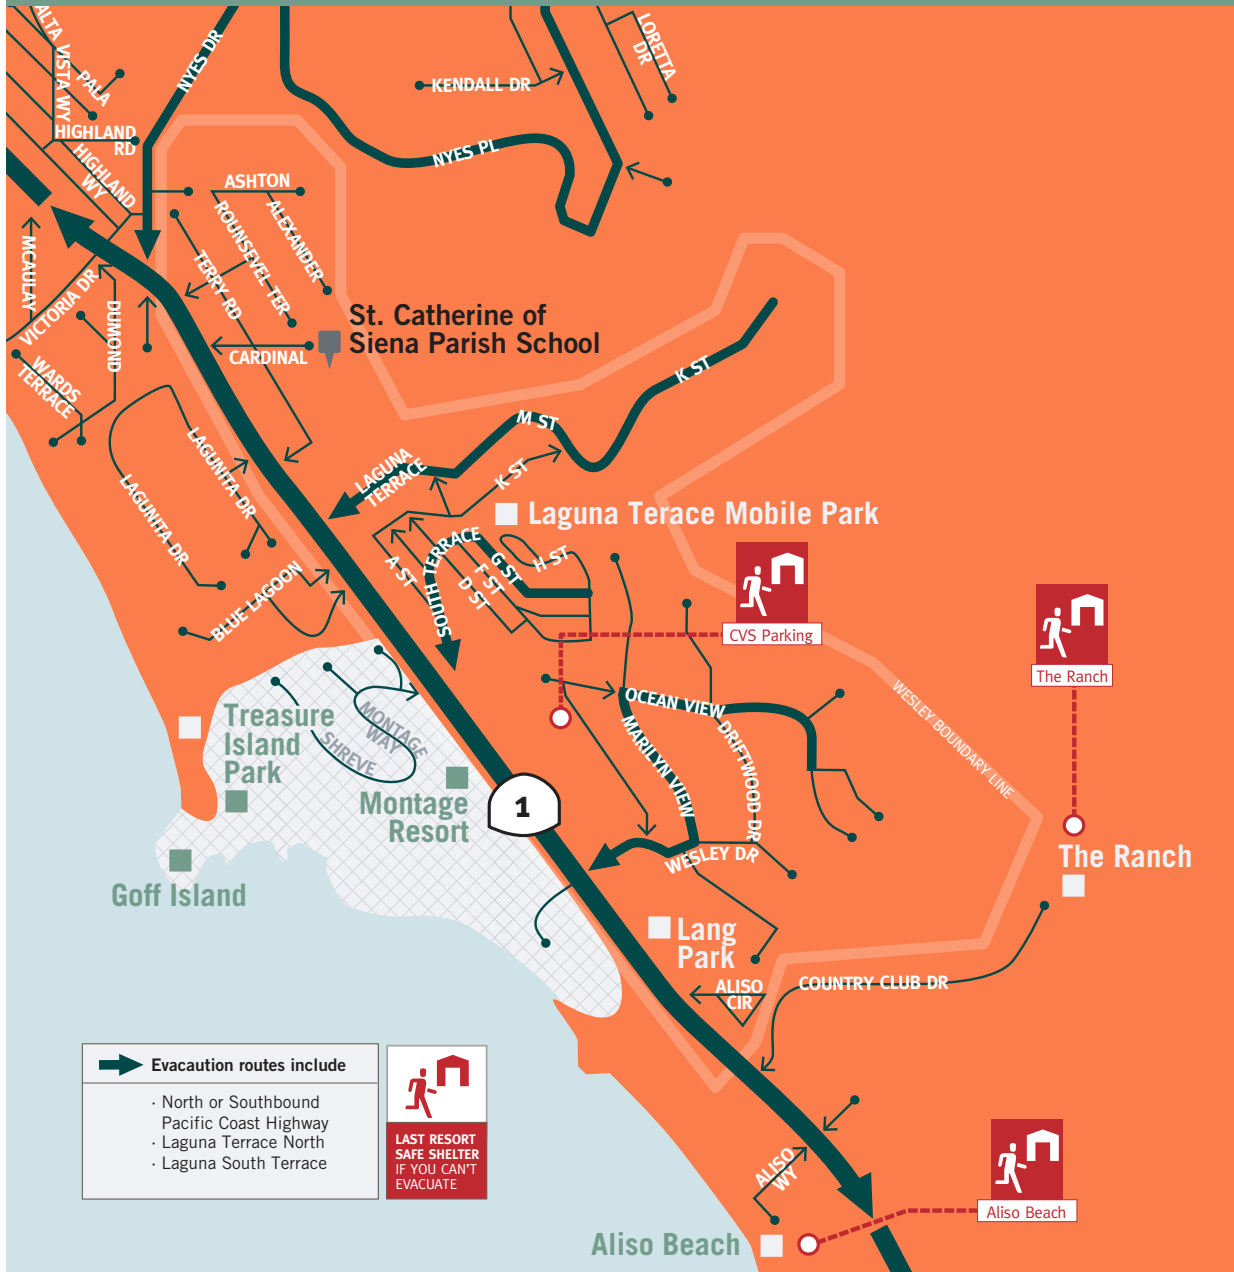 ALTA VISTA WY
PALA
NYES DR
HIGHLAND
RD
HIGHLAND
WY
KENDALL DR
LORETTA
DR
NYES PL
ASHTON
ROUNSEVEL TER
ALEXANDER
TERRY RD
MCAULAY
VICTORIA DR
DUMOND
WARDS
TERRACE
CARDINAL
St. Catherine of
Siena Parish School
LAGUNITA DR
LAGUNITA DR
K ST
M ST
LAGUNA
TERRACE
K ST
Laguna Terace Mobile Park
A ST
SOUTH TERRACE
G ST
F ST
D ST
H ST
BLUE LAGOON
CVS Parking
The Ranch
WESLEY BOUNDARY LINE
OCEAN VIEW
MARILYN VIEW
DRIFTWOOD DR
WESLEY DR
Treasure
Island
Park
MONTAGE
WAY
SHREVE
Montage
Resort
1
Goff Island
The Ranch
Lang
Park
ALISO
CIR
COUNTRY CLUB DR
Evacaution routes include
· North or Southbound
Pacific Coast Highway
· Laguna Terrace North
· Laguna South Terrace
LAST RESORT
SAFE SHELTER
IF YOU CAN'T
EVACUATE
ALISO
WY
Aliso Beach
Aliso Beach